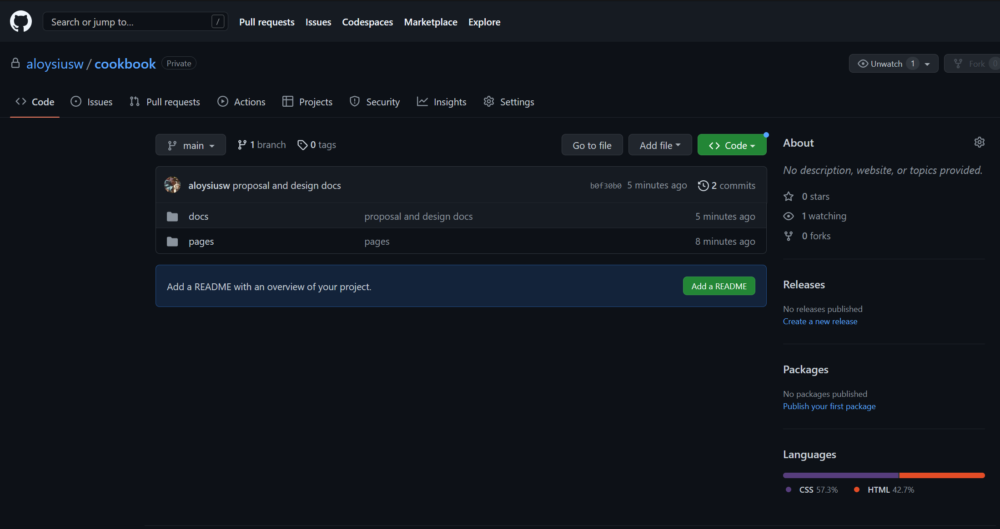 Search or jump to... /
Pull requests Issues Codespaces Marketplace Explore
aloysiusw / cookbook Private
Unwatch 1 Fork 0
Code Issues Pull requests Actions Projects Security Insights Settings
main 1 branch 0 tags Go to file Add file Code
aloysiusw proposal and design docs b0f30b0 5 minutes ago 2 commits
docs proposal and design docs 5 minutes ago
pages pages 8 minutes ago
Add a README with an overview of your project. Add a README
About
No description, website, or topics provided.
0 stars
1 watching
0 forks
Releases
No releases published
Create a new release
Packages
No packages published
Publish your first package
Languages
CSS 57.3% HTML 42.7%